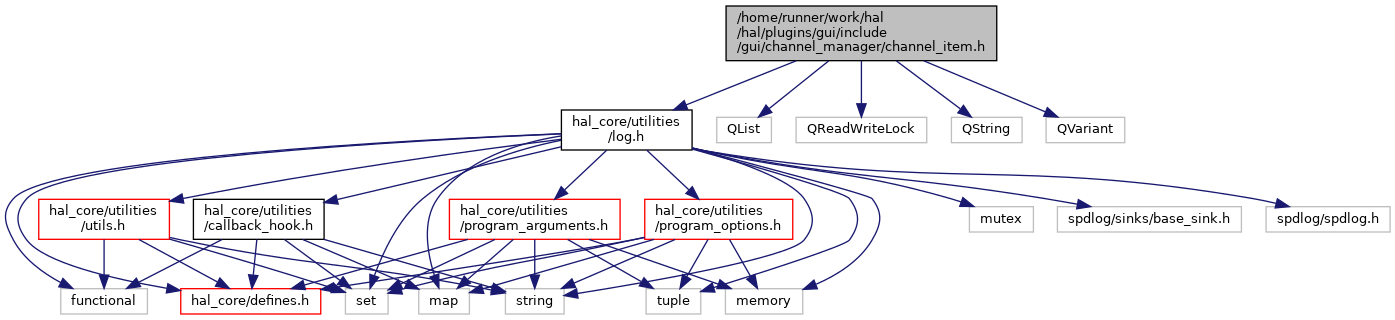 /home/runner/work/hal
/hal/plugins/gui/include
/gui/channel_manager/channel_item.h
hal_core/utilities
/log.h
QList
QReadWriteLock
QString
QVariant
hal_core/utilities
/utils.h
hal_core/utilities
/callback_hook.h
hal_core/utilities
/program_arguments.h
hal_core/utilities
/program_options.h
mutex
spdlog/sinks/base_sink.h
spdlog/spdlog.h
functional
hal_core/defines.h
set
map
string
tuple
memory